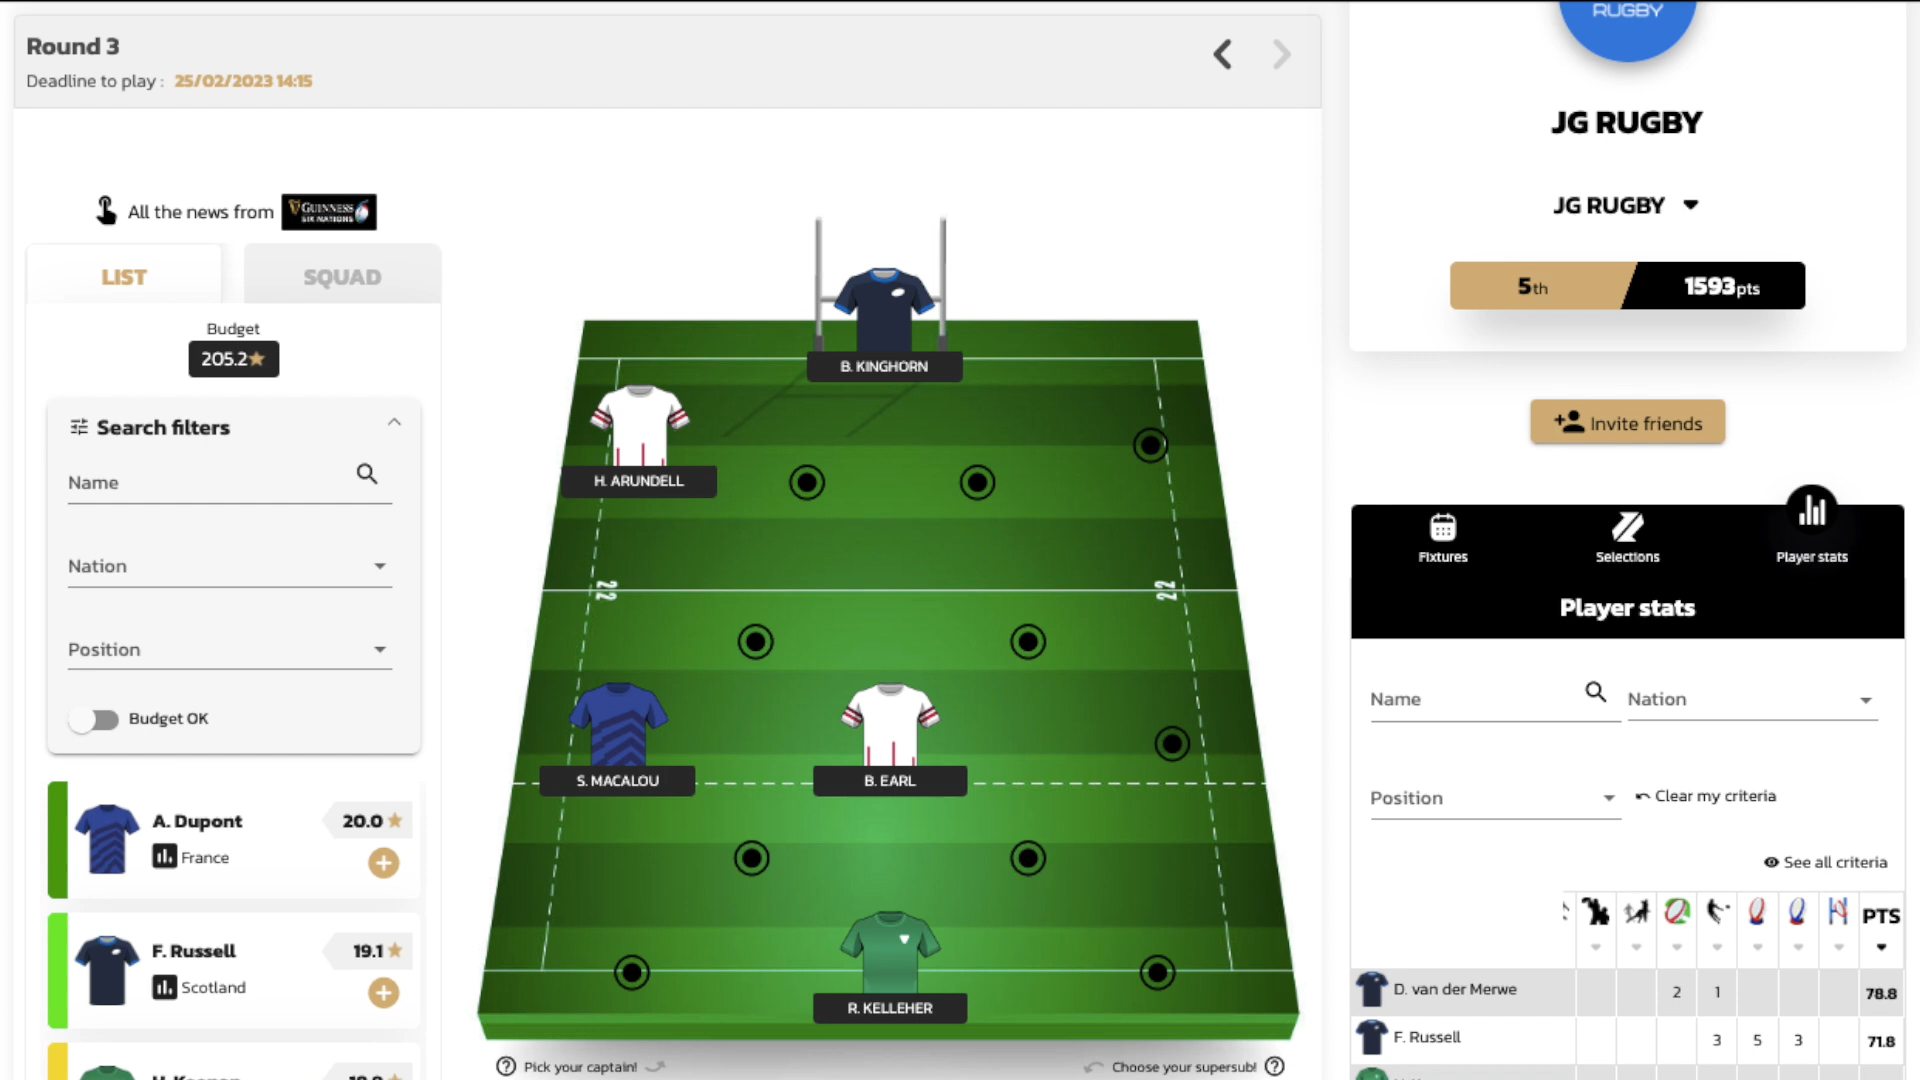 Round 3
Deadline to play : 25/02/2023 14:15
All the news from GUINNESS SIX NATIONS
LIST
SQUAD
Budget
205.2
Search filters
Name
Nation
Position
Budget OK
A. Dupont
20.0
France
F. Russell
19.1
Scotland
B. KINGHORN
H. ARUNDELL
22
22
S. MACALOU
B. EARL
R. KELLEHER
Pick your captain!
Choose your supersub!
RUGBY
JG RUGBY
JG RUGBY
5th
1593pts
Invite friends
Fixtures
Selections
Player stats
Player stats
Name
Nation
Position
Clear my criteria
See all criteria
PTS
D. van der Merwe 2 1 78.8
F. Russell 3 5 3 71.8